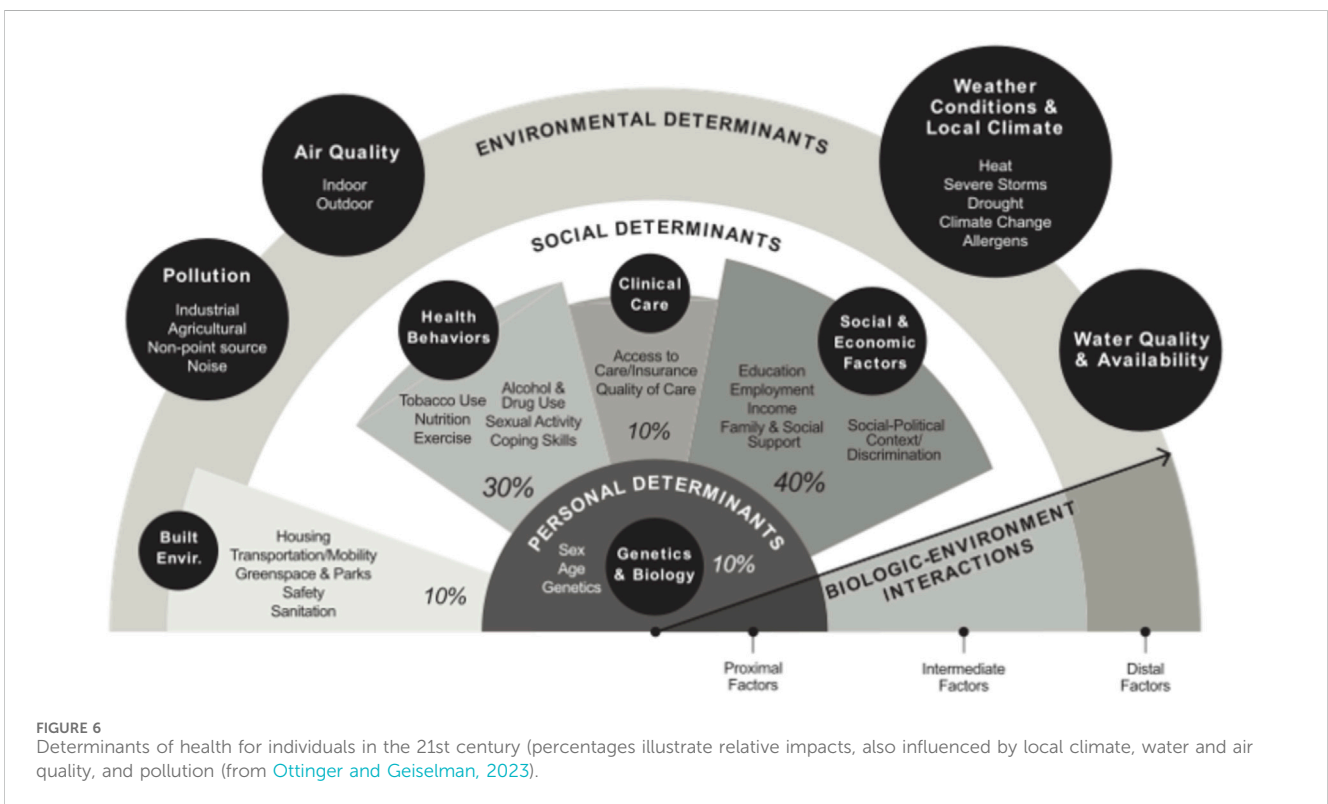 ENVIRONMENTAL DETERMINANTS
Weather
Conditions &
Local Climate
Heat
Severe Storms
Drought
Climate Change
Allergens
Air Quality
Indoor
Outdoor
SOCIAL DETERMINANTS
Pollution
Industrial
Agricultural
Non-point source
Noise
Health
Behaviors
Tobacco Use
Nutrition
Exercise
Alcohol &
Drug Use
Sexual Activity
Coping Skills
30%
Clinical
Care
Access to
Care/Insurance
Quality of Care
10%
Social &
Economic
Factors
Education
Employment
Income
Family & Social
Support
Social-Political
Context/
Discrimination
40%
Water Quality
& Availability
Built
Envir.
Housing
Transportation/Mobility
Greenspace & Parks
Safety
Sanitation
10%
PERSONAL DETERMINANTS
Sex
Age
Genetics
Genetics
& Biology
10%
BIOLOGIC-ENVIRONMENT
INTERACTIONS
Proximal
Factors
Intermediate
Factors
Distal
Factors
FIGURE 6
Determinants of health for individuals in the 21st century (percentages illustrate relative impacts, also influenced by local climate, water and air
quality, and pollution (from Ottinger and Geiselman, 2023).